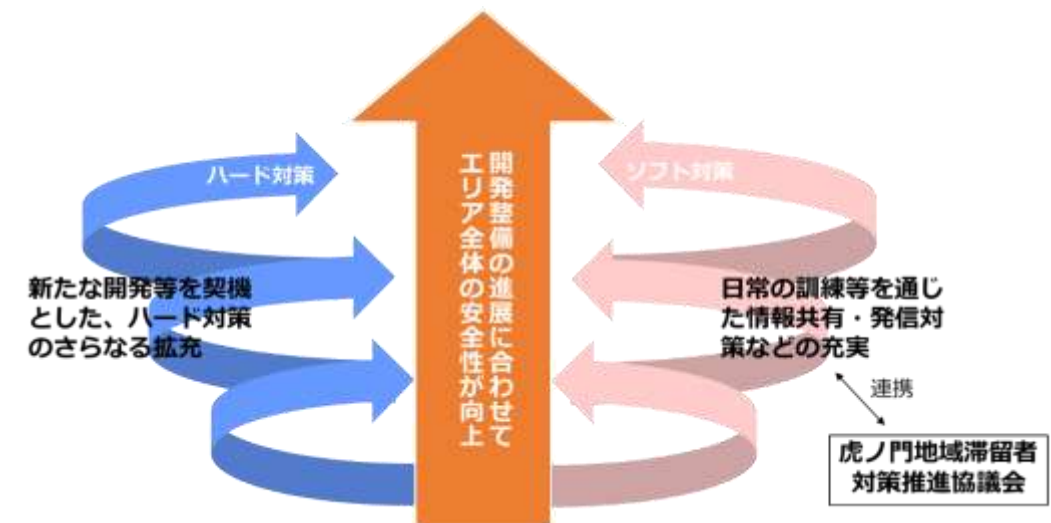 ハード対策
ソフト対策
開発整備の進展に合わせて
エリア全体の安全性が向上
新たな開発等を契機
とした、ハード対策
のさらなる拡充
日常の訓練等を通じ
た情報共有・発信対
策などの充実
連携
虎ノ門地域滞留者
対策推進協議会